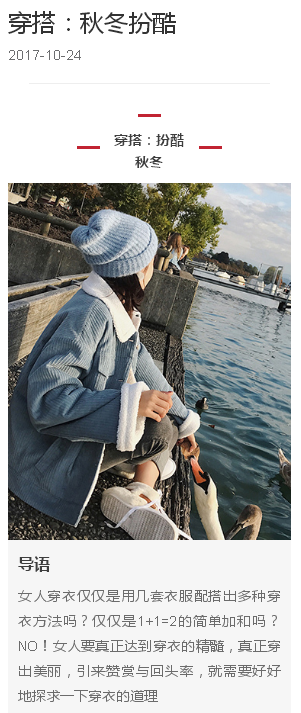 穿搭：秋冬扮酷
2017-10-24
穿搭：扮酷
秋冬
导语
女人穿衣仅仅是用几套衣服配搭出多种穿
衣方法吗？仅仅是1+1=2的简单加和吗？
NO！女人要真正达到穿衣的精髓，真正穿
出美丽，引来赞赏与回头率，就需要好好
地探求一下穿衣的道理